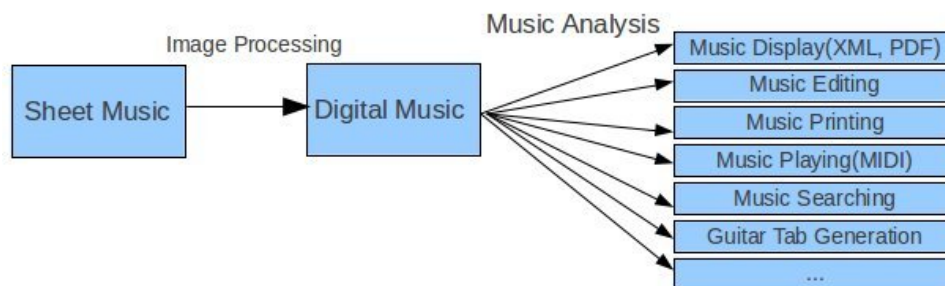 Image Processing
Music Analysis
Sheet Music
Digital Music
Music Display(XML, PDF)
Music Editing
Music Printing
Music Playing(MIDI)
Music Searching
Guitar Tab Generation
...